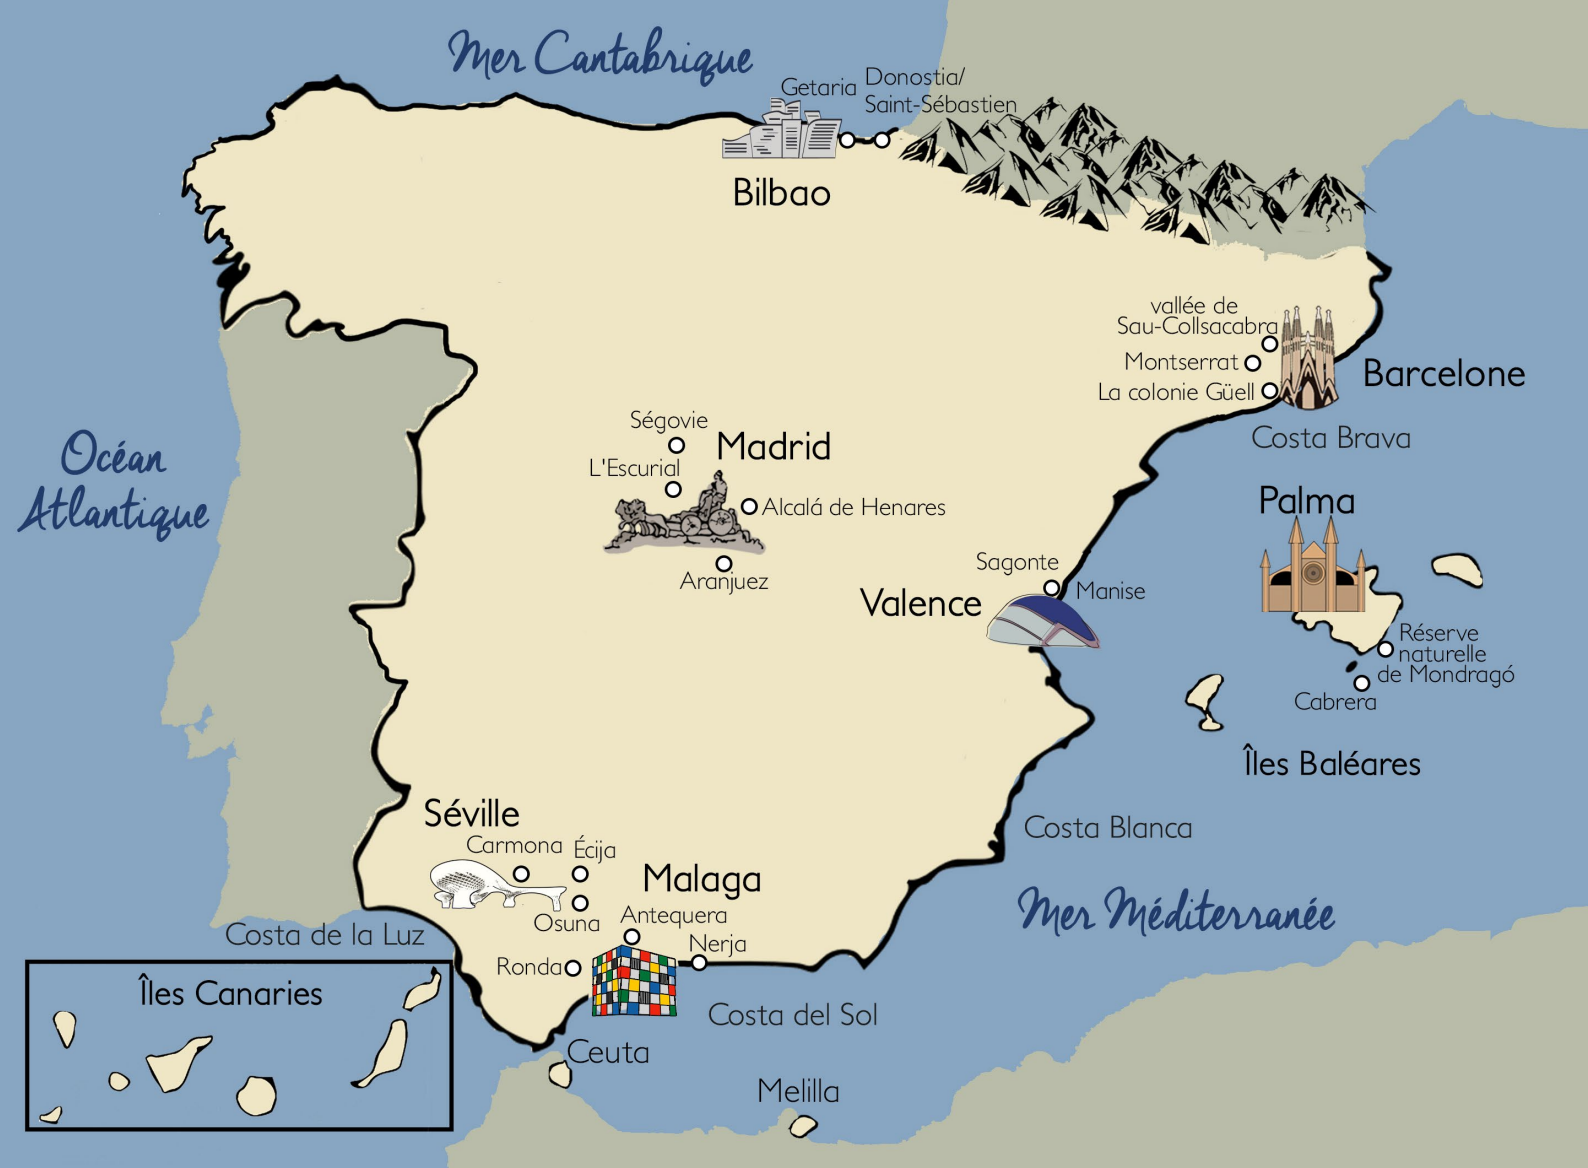 Mer Cantabrique
Getaria
Donostia/
Saint-Sébastien
Bilbao
vallée de
Sau-Collsacabra
Montserrat
La colonie Güell
Barcelone
Costa Brava
Océan
Atlantique
Ségovie
Madrid
L'Escurial
Alcalá de Henares
Aranjuez
Palma
Sagonte
Manise
Valence
Réserve
naturelle
de Mondragó
Cabrera
Îles Baléares
Séville
Carmona
Écija
Costa Blanca
Malaga
Osuna
Antequera
Mer Méditerranée
Costa de la Luz
Nerja
Ronda
Îles Canaries
Costa del Sol
Ceuta
Melilla